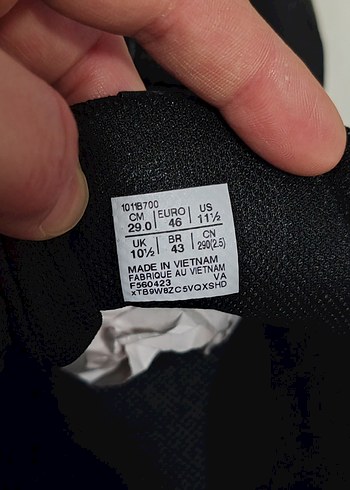 1011B700
CM EURO US
29.0 46 11½
UK BR CN
10½ 43 290(2.5)
MADE IN VIETNAM
FABRIQUE AU VIETNAM
F560423 VA
xTB9W8ZC5VQXSHD